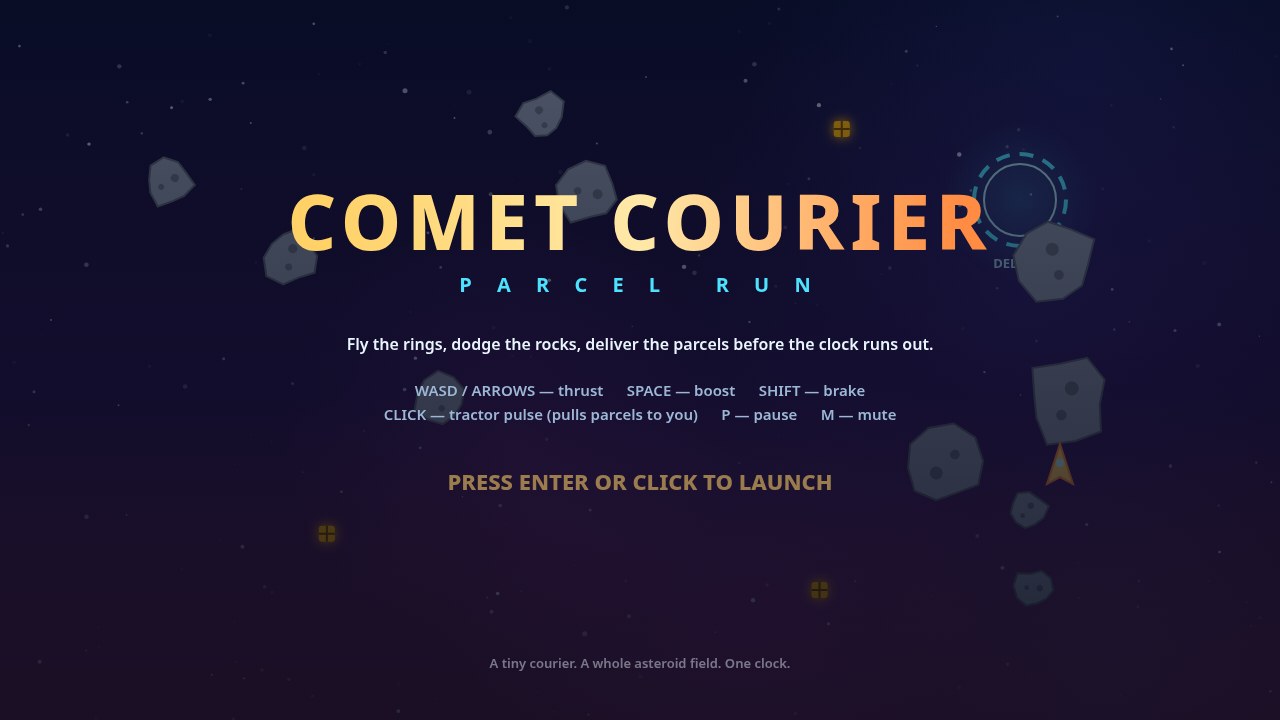 COMET COURIER
PARCEL RUN
Fly the rings, dodge the rocks, deliver the parcels before the clock runs out.
WASD / ARROWS — thrust SPACE — boost SHIFT — brake
CLICK — tractor pulse (pulls parcels to you) P — pause M — mute
PRESS ENTER OR CLICK TO LAUNCH
A tiny courier. A whole asteroid field. One clock.